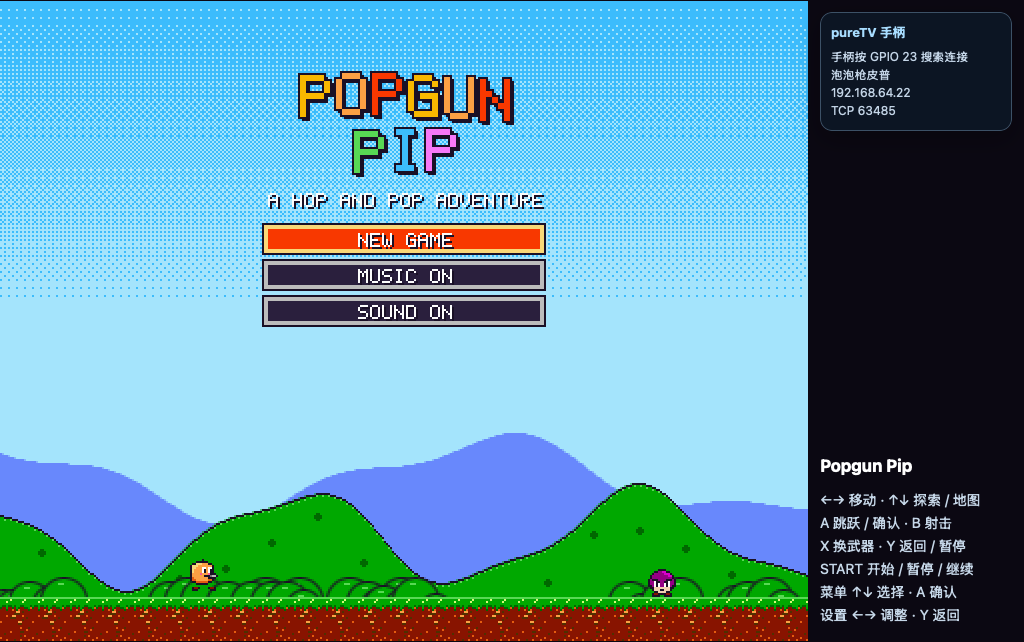 POPGUN
PIP
A HOP AND POP ADVENTURE
NEW GAME
MUSIC ON
SOUND ON
pureTV 手柄
手柄按 GPIO 23 搜索连接
泡泡枪皮普
192.168.64.22
TCP 63485
Popgun Pip
←→ 移动 · ↑↓ 探索 / 地图
A 跳跃 / 确认 · B 射击
X 换武器 · Y 返回 / 暂停
START 开始 / 暂停 / 继续
菜单 ↑↓ 选择 · A 确认
设置 ←→ 调整 · Y 返回